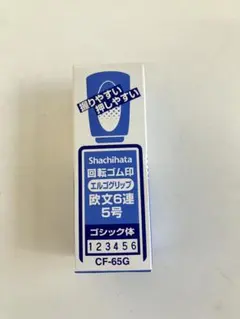 握りやすい
押しやすい
Shachihata
回転ゴム印
エルゴグリップ
欧文6連
5号
ゴシック体
123456
CF-65G